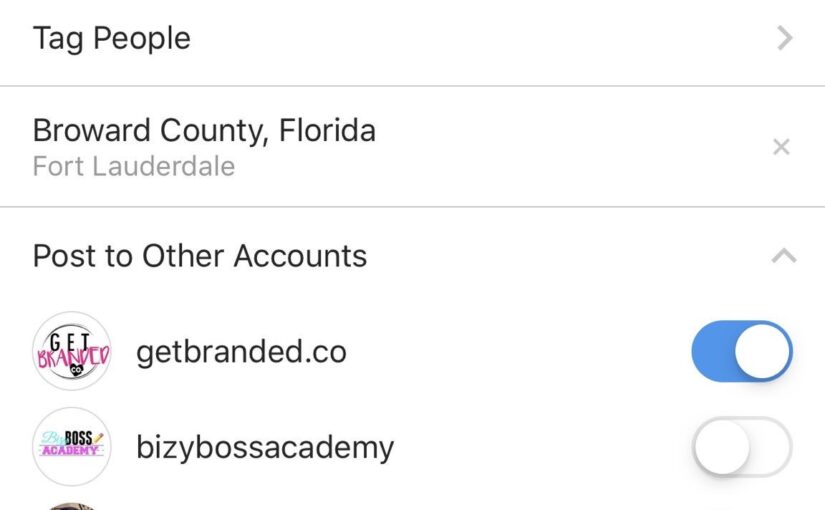 Tag People
Broward County, Florida
Fort Lauderdale
Post to Other Accounts
GET
BRANDED
CO.
getbranded.co
Bizy BOSS
ACADEMY
bizybossacademy